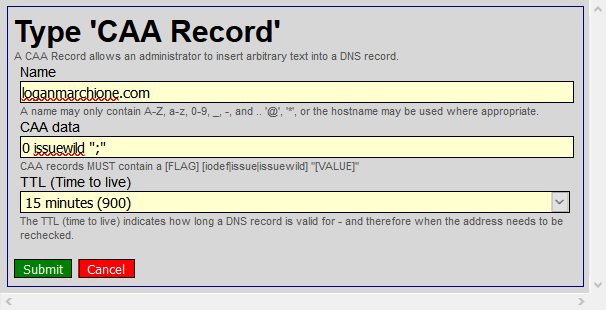 Type 'CAA Record'
A CAA Record allows an administrator to insert arbitrary text into a DNS record.
Name
loganmarchione.com
A name may only contain A-Z, a-z, 0-9, _, -, and .. '@', '*', or the hostname may be used where appropriate.
CAA data
0 issuewild ";"
CAA records MUST contain a [FLAG] [iodef|issue|issuewild] "[VALUE]"
TTL (Time to live)
15 minutes (900)
The TTL (time to live) indicates how long a DNS record is valid for - and therefore when the address needs to be
rechecked.
Submit Cancel